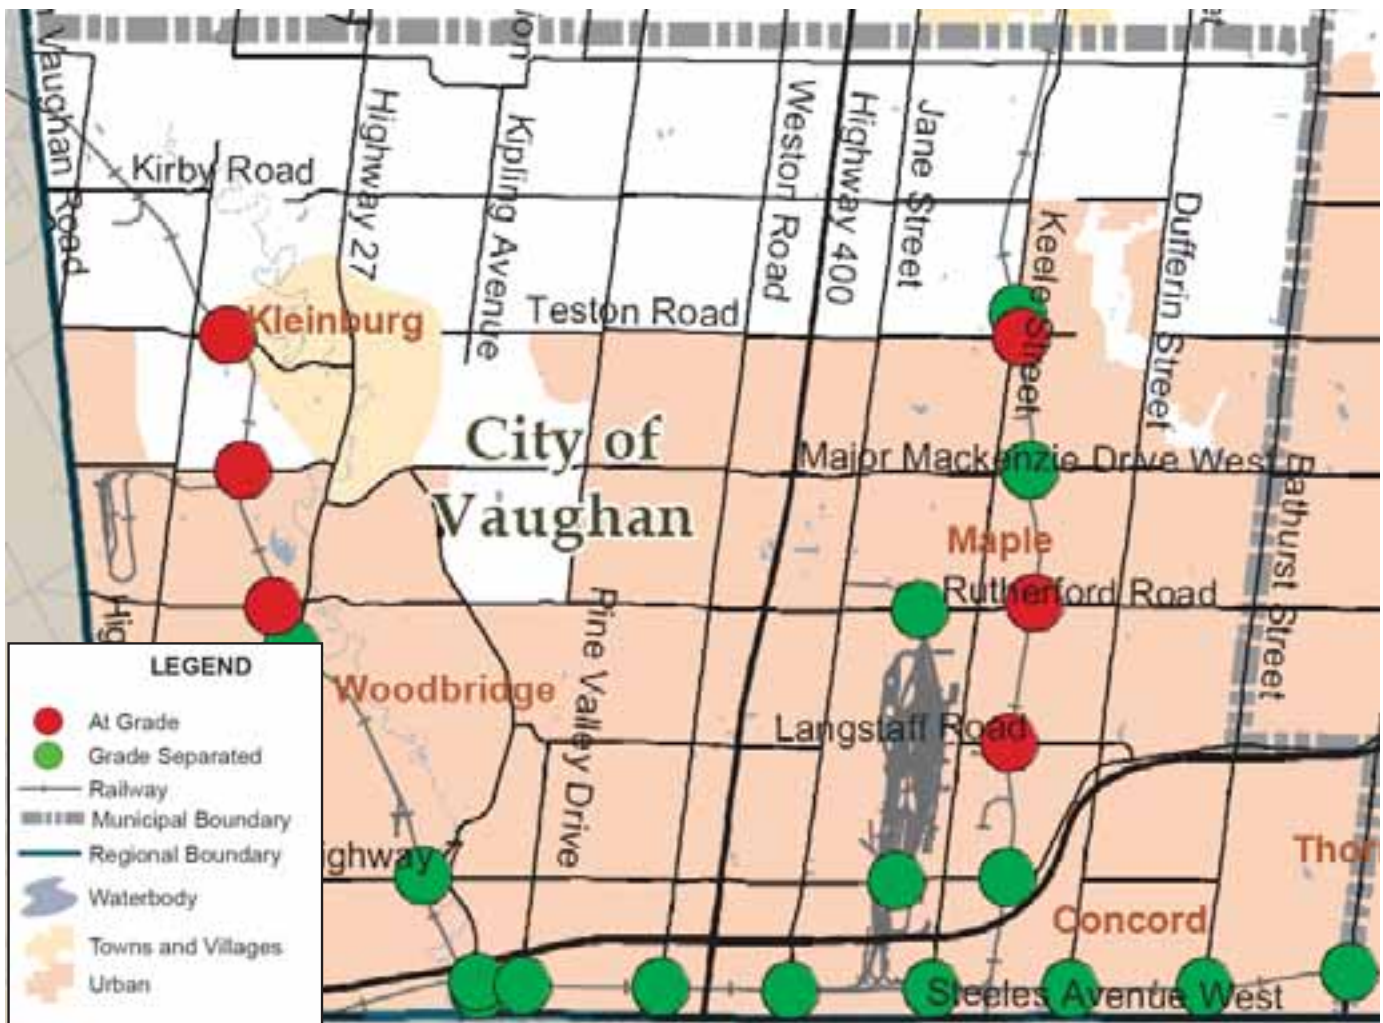 Vaughan Road
Kirby Road
Highway 27
Kipling Avenue
Weston Road
Highway 400
Jane Street
Keele Street
Dufferin Street
Kleinburg
Teston Road
City of
Vaughan
Major Mackenzie Drive West
Bathurst Street
Maple
Rutherford Road
Pine Valley Drive
Woodbridge
Langstaff Road
Hig
ighway 7
Thor
Concord
Steeles Avenue West
LEGEND
At Grade
Grade Separated
Railway
Municipal Boundary
Regional Boundary
Waterbody
Towns and Villages
Urban